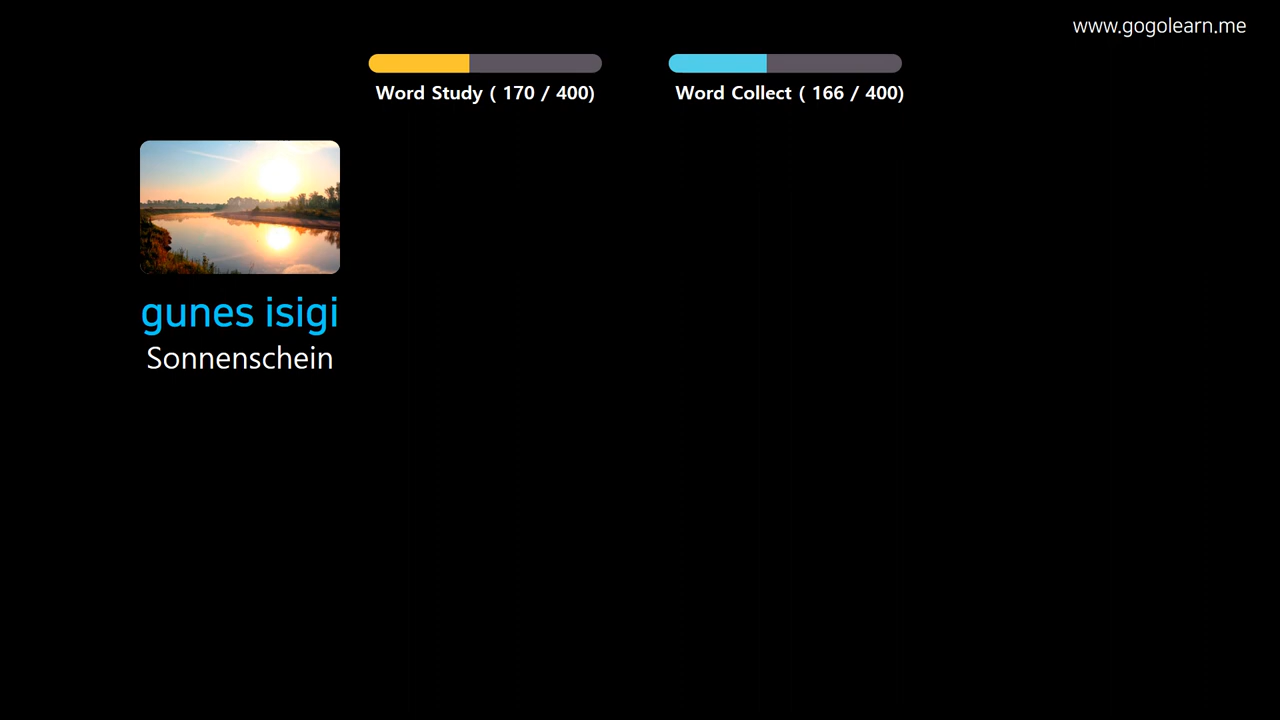 www.gogolearn.me
Word Study ( 170 / 400)
Word Collect ( 166 / 400)
gunes isigi
Sonnenschein